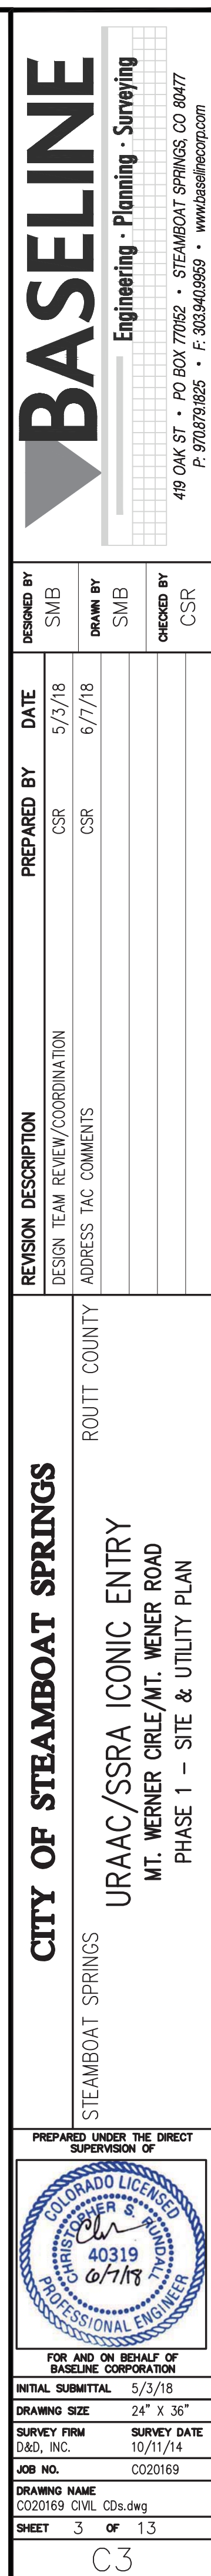 BASELINE
Engineering · Planning · Surveying
419 OAK ST • PO BOX 770152 • STEAMBOAT SPRINGS, CO 80477
P: 970.879.1825 • F: 303.940.9959 • www.baselinecorp.com
DESIGNED BY
SMB
DRAWN BY
SMB
CHECKED BY
CSR
REVISION DESCRIPTION PREPARED BY DATE
DESIGN TEAM REVIEW/COORDINATION CSR 5/3/18
ADDRESS TAC COMMENTS CSR 6/7/18
CITY OF STEAMBOAT SPRINGS
STEAMBOAT SPRINGS ROUTT COUNTY
URAAC/SSRA ICONIC ENTRY
MT. WERNER CIRLE/MT. WENER ROAD
PHASE 1 – SITE & UTILITY PLAN
PREPARED UNDER THE DIRECT
SUPERVISION OF
COLORADO LICENSED
CHRISTOPHER S. RUNDALL
40319
6/7/18
PROFESSIONAL ENGINEER
FOR AND ON BEHALF OF
BASELINE CORPORATION
INITIAL SUBMITTAL 5/3/18
DRAWING SIZE 24" X 36"
SURVEY FIRM SURVEY DATE
D&D, INC. 10/11/14
JOB NO. CO20169
DRAWING NAME
CO20169 CIVIL CDs.dwg
SHEET 3 OF 13
C3